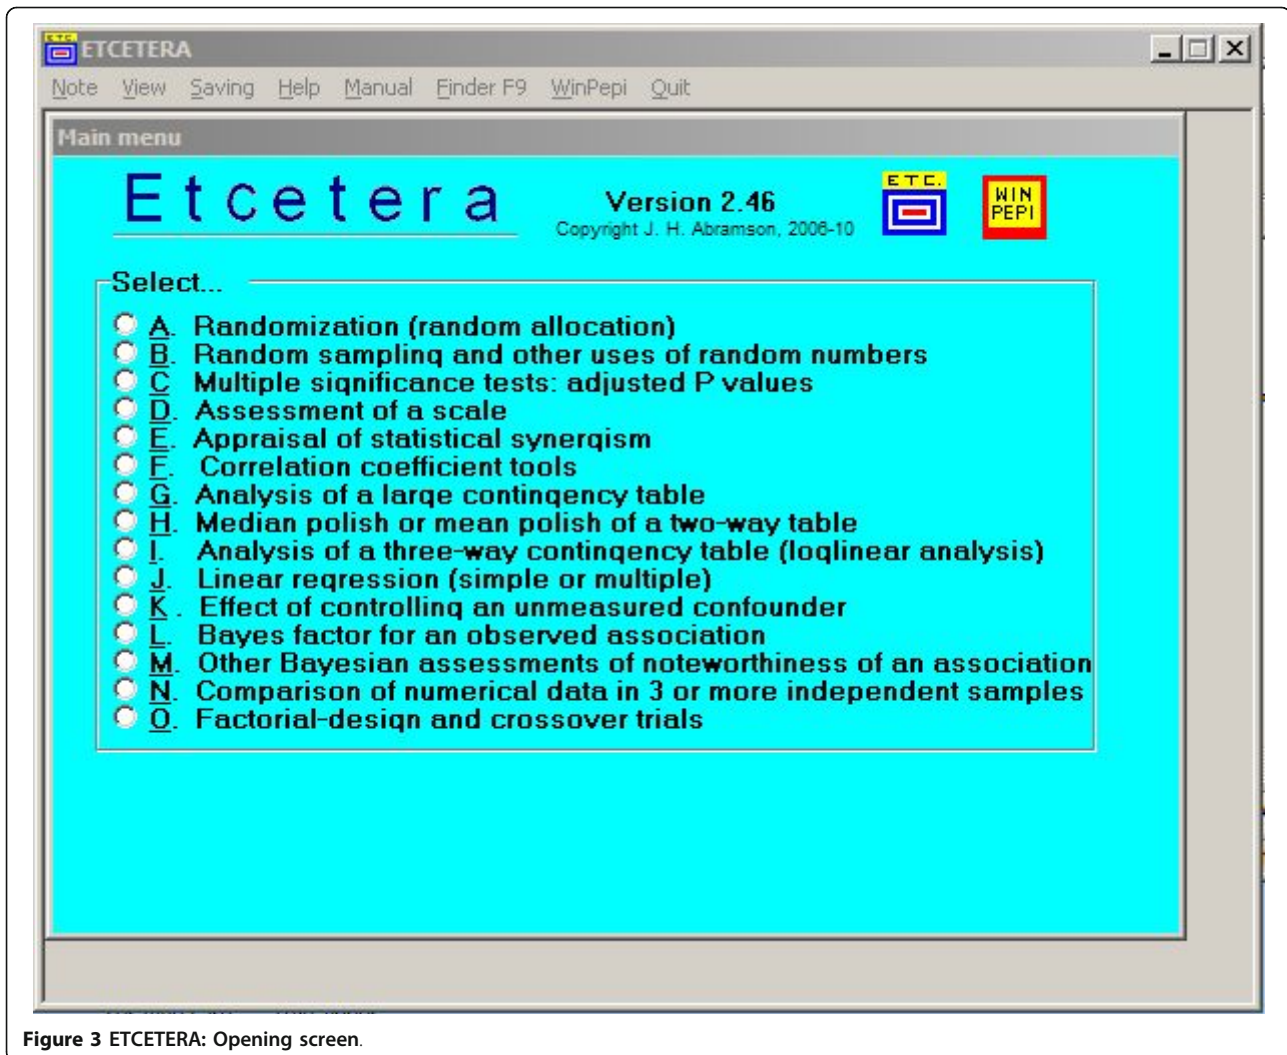 ETC.
ETCETERA
Note View Saving Help Manual Finder F9 WinPepi Quit
Main menu
Etcetera
Version 2.46
Copyright J. H. Abramson, 2006-10
ETC.
WIN
PEPI
Select...
A. Randomization (random allocation)
B. Random sampling and other uses of random numbers
C Multiple significance tests: adjusted P values
D. Assessment of a scale
E. Appraisal of statistical synergism
F. Correlation coefficient tools
G. Analysis of a large contingency table
H. Median polish or mean polish of a two-way table
I. Analysis of a three-way contingency table (loglinear analysis)
J. Linear regression (simple or multiple)
K . Effect of controlling an unmeasured confounder
L. Bayes factor for an observed association
M. Other Bayesian assessments of noteworthiness of an association
N. Comparison of numerical data in 3 or more independent samples
O. Factorial-design and crossover trials
Figure 3 ETCETERA: Opening screen.